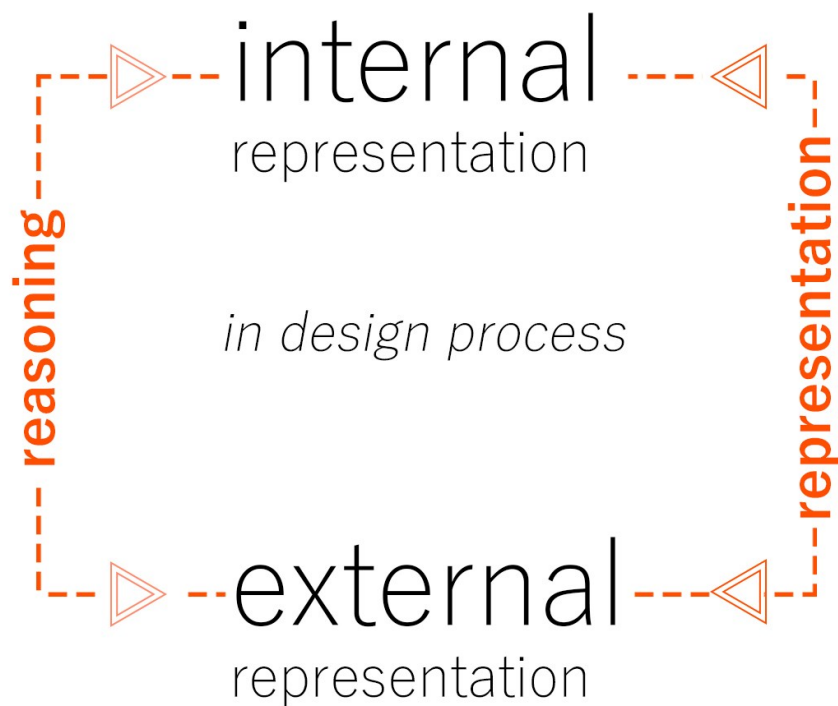 internal
representation
reasoning
representation
in design process
external
representation